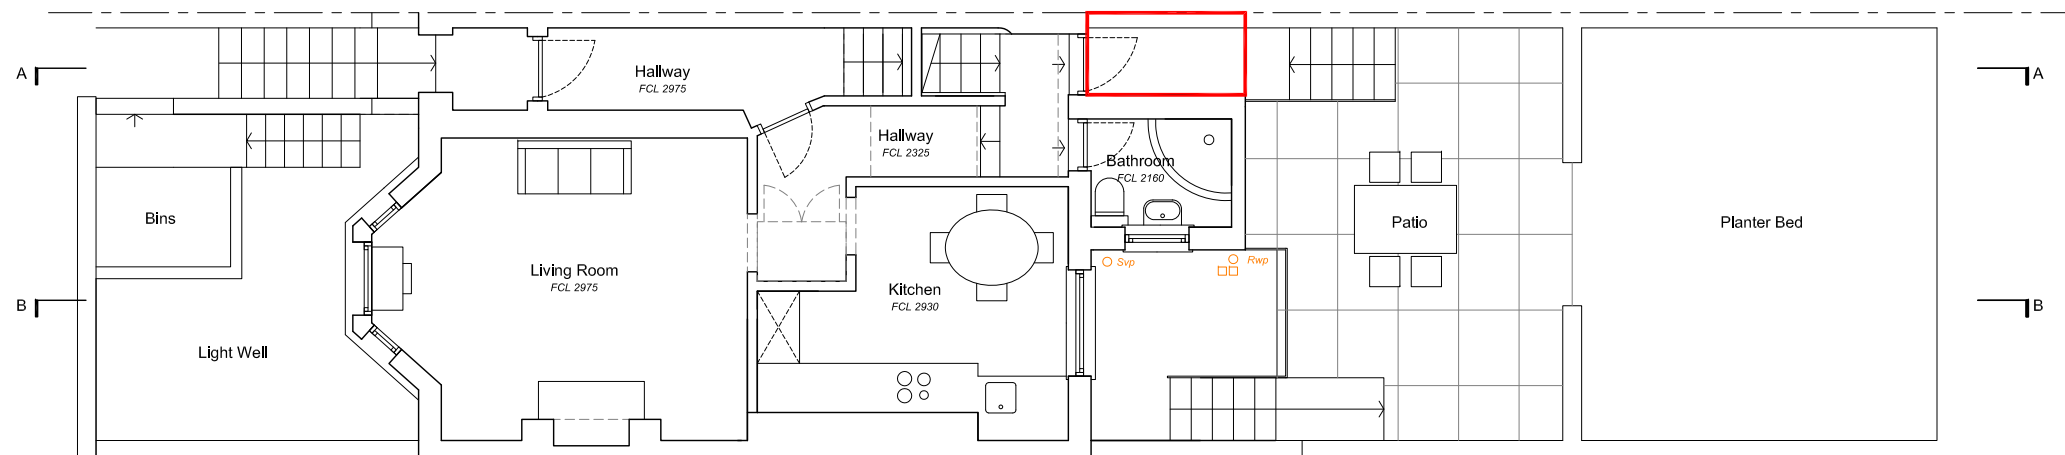 A
A
Hallway
FCL 2975
Hallway
FCL 2325
Bathroom
FCL 2160
Bins
Patio
Planter Bed
Living Room
FCL 2975
Svp
Rwp
Kitchen
FCL 2930
B
B
Light Well